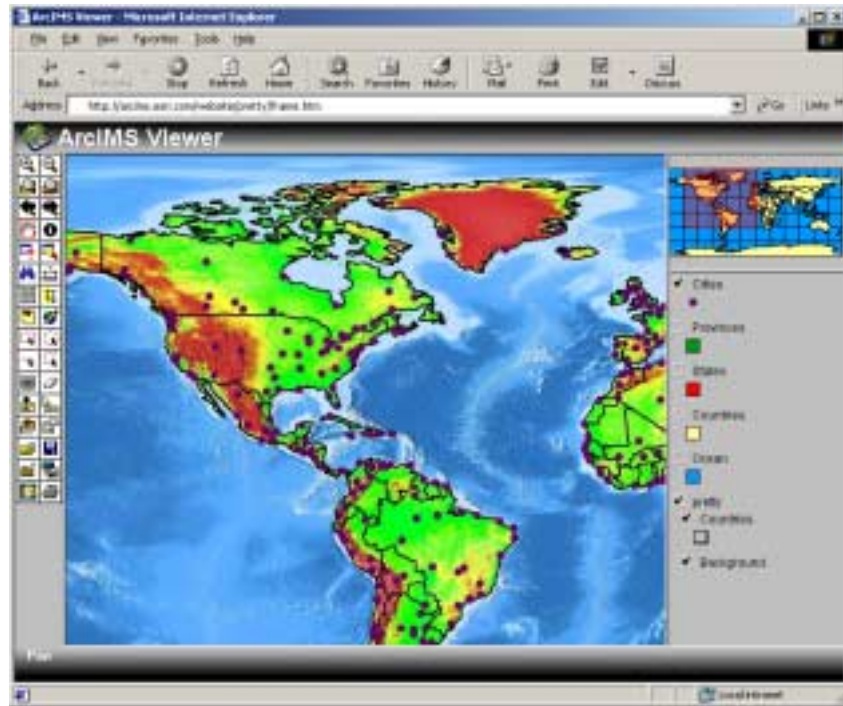 ArcIMS Viewer - Microsoft Internet Explorer
File Edit View Favorites Tools Help
Back Stop Refresh Home Search Favorites History Mail Print Edit Discuss
Address Go Links
ArcIMS Viewer
Cities
Provinces
States
Countries
Ocean
pretty
Countries
Background
Pan
Local intranet